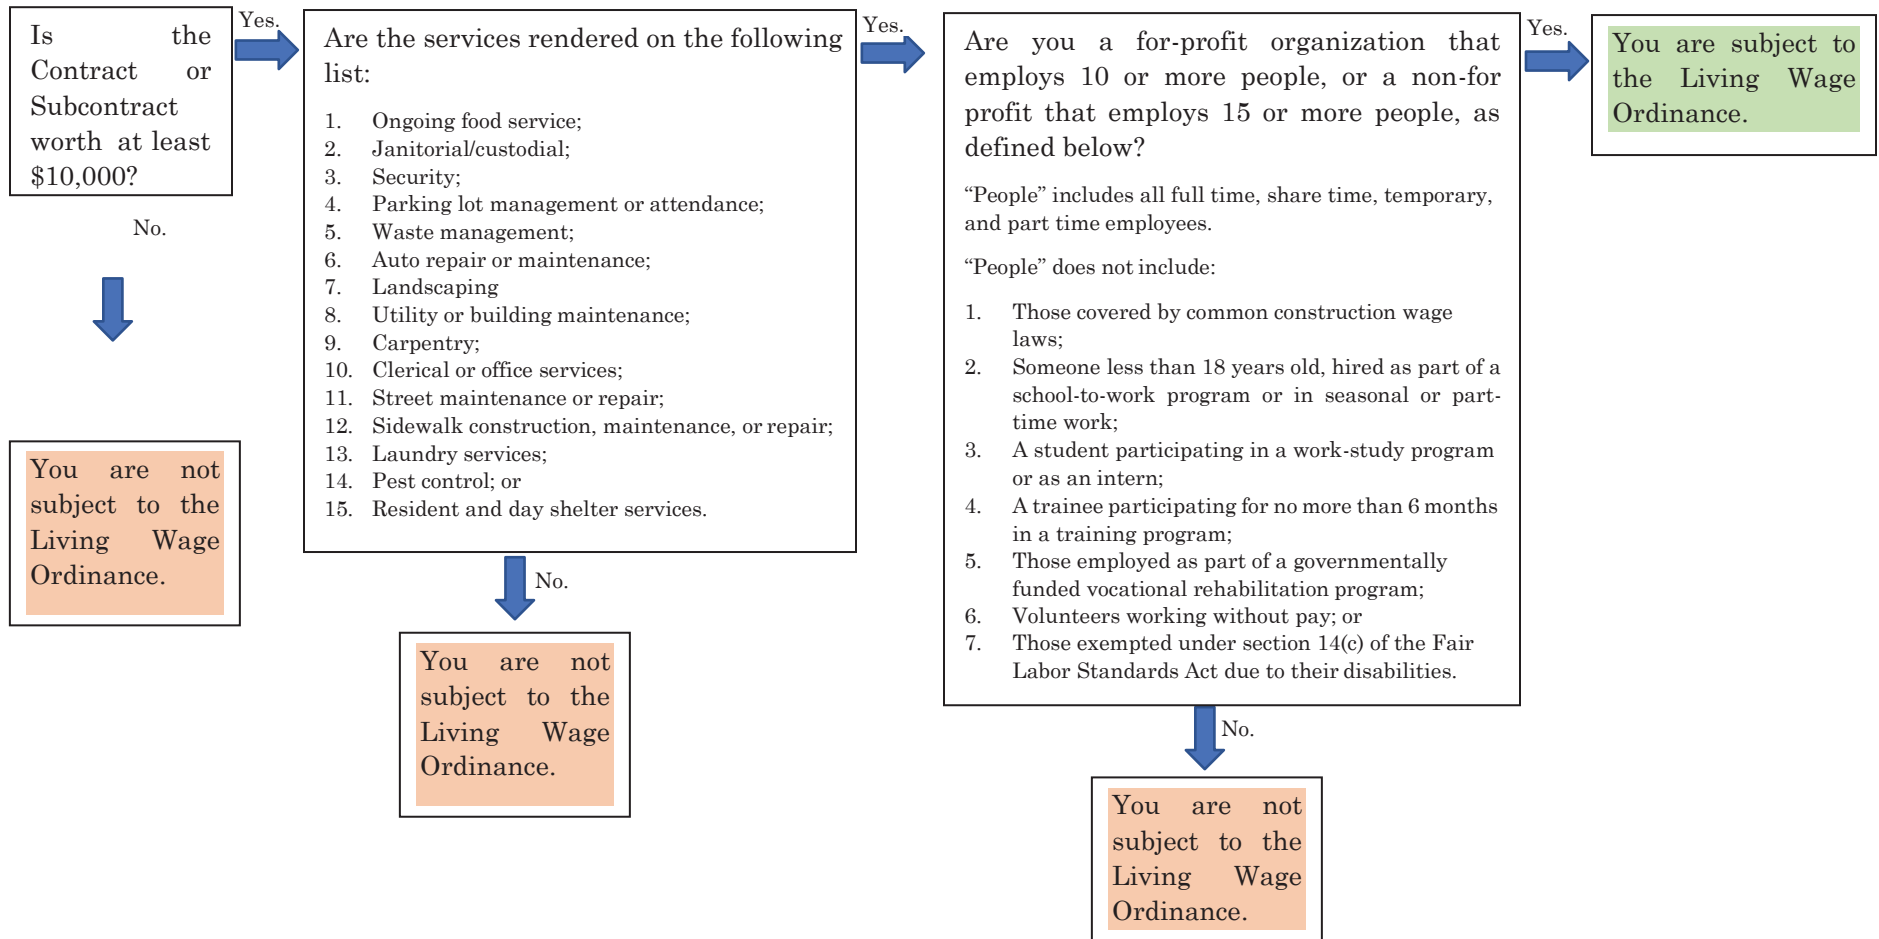 Is the
Contract or
Subcontract
worth at least
$10,000?
Yes.
No.
You are not
subject to the
Living Wage
Ordinance.
Are the services rendered on the following
list:
1. Ongoing food service;
2. Janitorial/custodial;
3. Security;
4. Parking lot management or attendance;
5. Waste management;
6. Auto repair or maintenance;
7. Landscaping
8. Utility or building maintenance;
9. Carpentry;
10. Clerical or office services;
11. Street maintenance or repair;
12. Sidewalk construction, maintenance, or repair;
13. Laundry services;
14. Pest control; or
15. Resident and day shelter services.
Yes.
No.
You are not
subject to the
Living Wage
Ordinance.
Are you a for-profit organization that
employs 10 or more people, or a non-for
profit that employs 15 or more people, as
defined below?
“People” includes all full time, share time, temporary,
and part time employees.
“People” does not include:
1. Those covered by common construction wage
laws;
2. Someone less than 18 years old, hired as part of a
school-to-work program or in seasonal or part-
time work;
3. A student participating in a work-study program
or as an intern;
4. A trainee participating for no more than 6 months
in a training program;
5. Those employed as part of a governmentally
funded vocational rehabilitation program;
6. Volunteers working without pay; or
7. Those exempted under section 14(c) of the Fair
Labor Standards Act due to their disabilities.
Yes.
No.
You are not
subject to the
Living Wage
Ordinance.
You are subject to
the Living Wage
Ordinance.